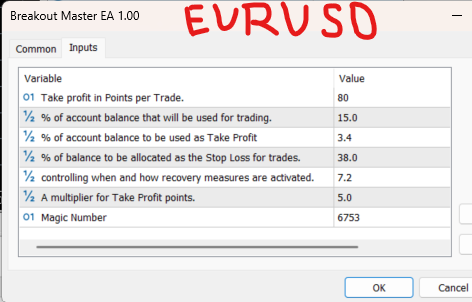 Breakout Master EA 1.00
EURUSD
Common Inputs
Variable Value
01 Take profit in Points per Trade. 80
½ % of account balance that will be used for trading. 15.0
½ % of account balance to be used as Take Profit 3.4
½ % of balance to be allocated as the Stop Loss for trades. 38.0
½ controlling when and how recovery measures are activated. 7.2
½ A multiplier for Take Profit points. 5.0
01 Magic Number 6753
OK Cancel